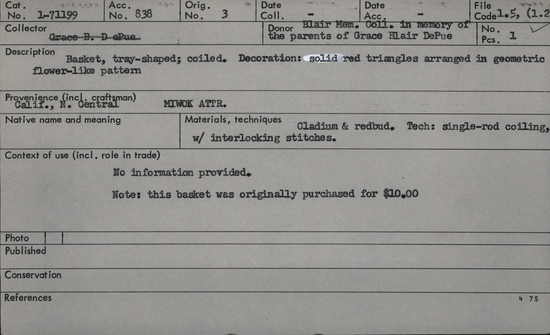 Cat. Acc. Orig. Date Date File
No. 1-71199 No. 838 No. 3 Coll. - Acc. - Code 1.5, (1.2
Collector Donor Blair Mem. Coll. in memory of No.
Grace B. D dPue the parents of Grace Blair DePue Pcs. 1
Description
Basket, tray-shaped; coiled. Decoration: solid red triangles arranged in geometric
flower-like pattern
Provenience (incl. craftsman)
Calif., N. Central MIWOK ATTR.
Native name and meaning Materials, techniques
Cladium & redbud. Tech: single-rod coiling,
w/ interlocking stitches.
Context of use (incl. role in trade)
No information provided.
Note: this basket was originally purchased for $10.00
Photo
Published
Conservation
References 4 75